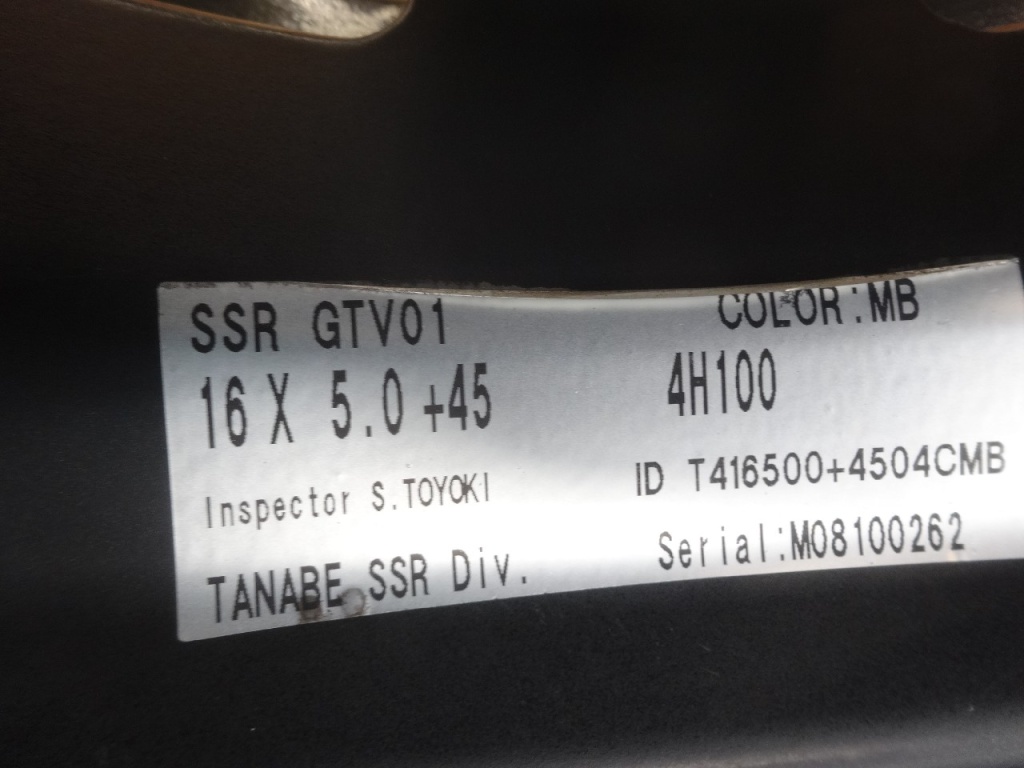 SSR GTV01 COLOR:MB
16 X 5.0 +45 4H100
Inspector S.TOYOKI ID T416500+4504CMB
TANABE SSR Div. Serial:M08100262